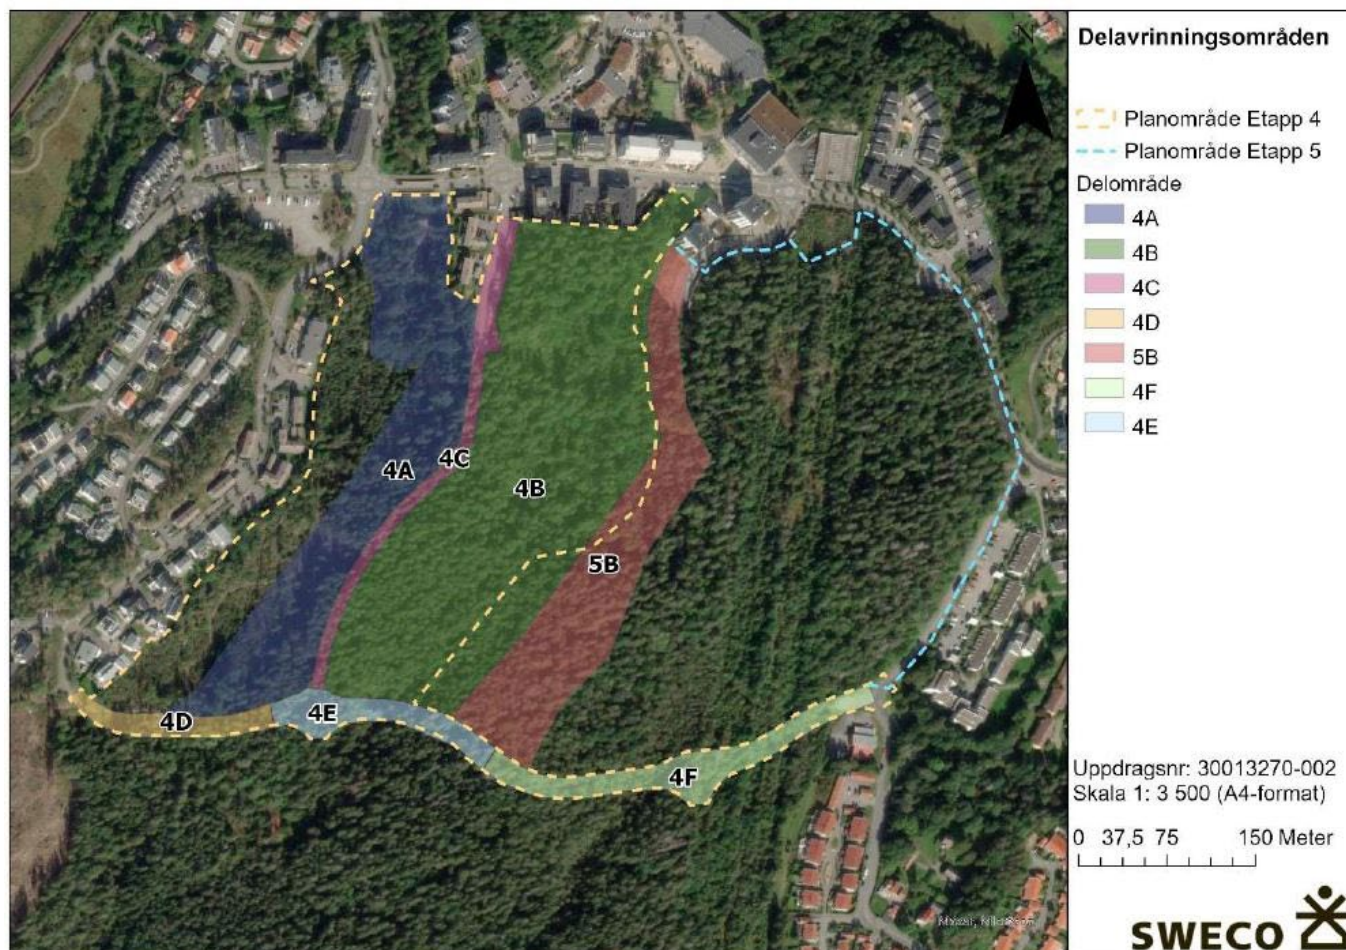 N
Delavrinningsområden
Planområde Etapp 4
Planområde Etapp 5
Delområde
4A
4B
4C
4D
5B
4F
4E
4A
4C
4B
5B
4D
4E
4F
Uppdragsnr: 30013270-002
Skala 1: 3 500 (A4-format)
0 37,5 75 150 Meter
SWECO